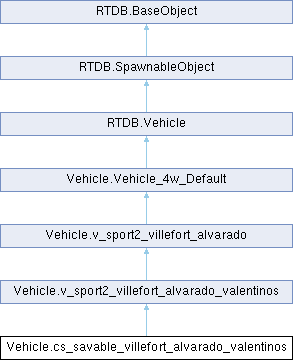 RTDB.BaseObject
RTDB.SpawnableObject
RTDB.Vehicle
Vehicle.Vehicle_4w_Default
Vehicle.v_sport2_villefort_alvarado
Vehicle.v_sport2_villefort_alvarado_valentinos
Vehicle.cs_savable_villefort_alvarado_valentinos